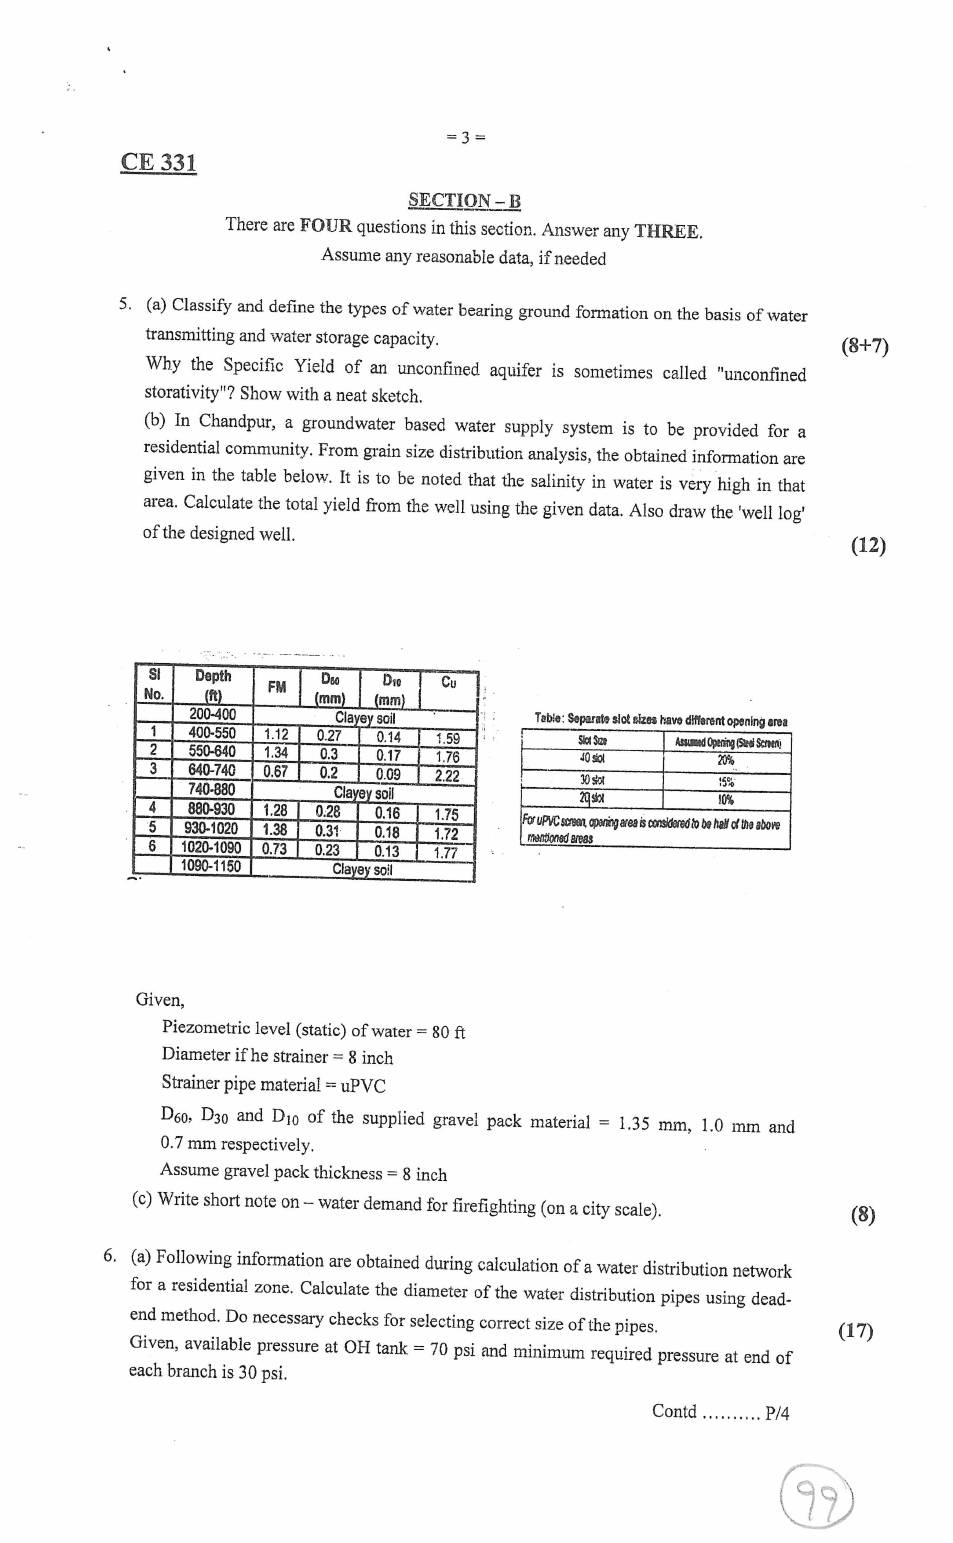 = 3 =
CE 331
SECTION – B
There are FOUR questions in this section. Answer any THREE.
Assume any reasonable data, if needed
5. (a) Classify and define the types of water bearing ground formation on the basis of water
transmitting and water storage capacity.
(8+7)
Why the Specific Yield of an unconfined aquifer is sometimes called "unconfined
storativity"? Show with a neat sketch.
(b) In Chandpur, a groundwater based water supply system is to be provided for a
residential community. From grain size distribution analysis, the obtained information are
given in the table below. It is to be noted that the salinity in water is very high in that
area. Calculate the total yield from the well using the given data. Also draw the 'well log'
of the designed well.
(12)
Sl No. Depth (ft) FM D60 (mm) D10 (mm) Cu
200-400 Clayey soil
1 400-550 1.12 0.27 0.14 1.59
2 550-640 1.34 0.3 0.17 1.76
3 640-740 0.67 0.2 0.09 2.22
740-880 Clayey soil
4 880-930 1.28 0.28 0.16 1.75
5 930-1020 1.38 0.31 0.18 1.72
6 1020-1090 0.73 0.23 0.13 1.77
1090-1150 Clayey soil
Table: Separate slot sizes have different opening area
Slot Size Assumed Opening (Steel Screen)
40 slot 20%
30 slot 15%
20 slot 10%
For uPVC screen, opening area is considered to be half of the above
mentioned areas
Given,
Piezometric level (static) of water = 80 ft
Diameter if he strainer = 8 inch
Strainer pipe material = uPVC
D60, D30 and D10 of the supplied gravel pack material = 1.35 mm, 1.0 mm and
0.7 mm respectively.
Assume gravel pack thickness = 8 inch
(c) Write short note on – water demand for firefighting (on a city scale).
(8)
6. (a) Following information are obtained during calculation of a water distribution network
for a residential zone. Calculate the diameter of the water distribution pipes using dead-
end method. Do necessary checks for selecting correct size of the pipes.
(17)
Given, available pressure at OH tank = 70 psi and minimum required pressure at end of
each branch is 30 psi.
Contd .......... P/4
99